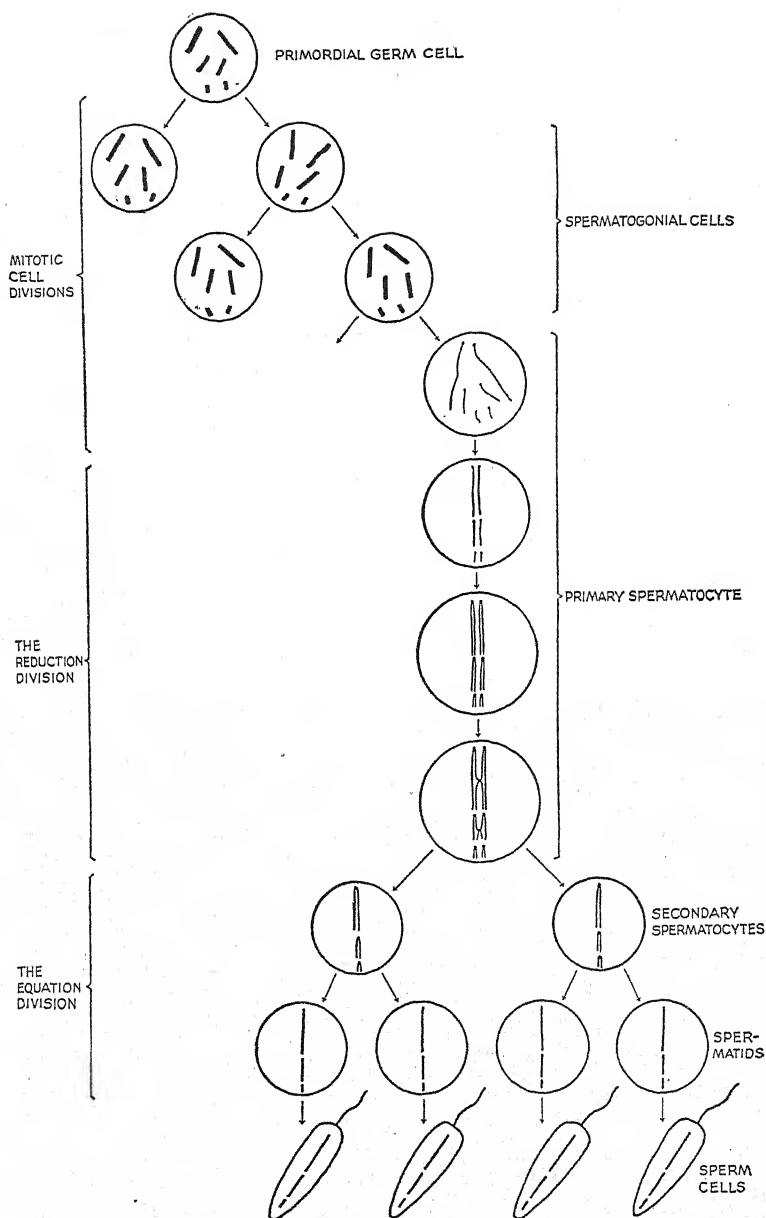 PRIMORDIAL GERM CELL
SPERMATOGONIAL CELLS
MITOTIC
CELL
DIVISIONS
PRIMARY SPERMATOCYTE
THE
REDUCTION
DIVISION
SECONDARY
SPERMATOCYTES
THE
EQUATION
DIVISION
SPER-
MATIDS
SPERM
CELLS